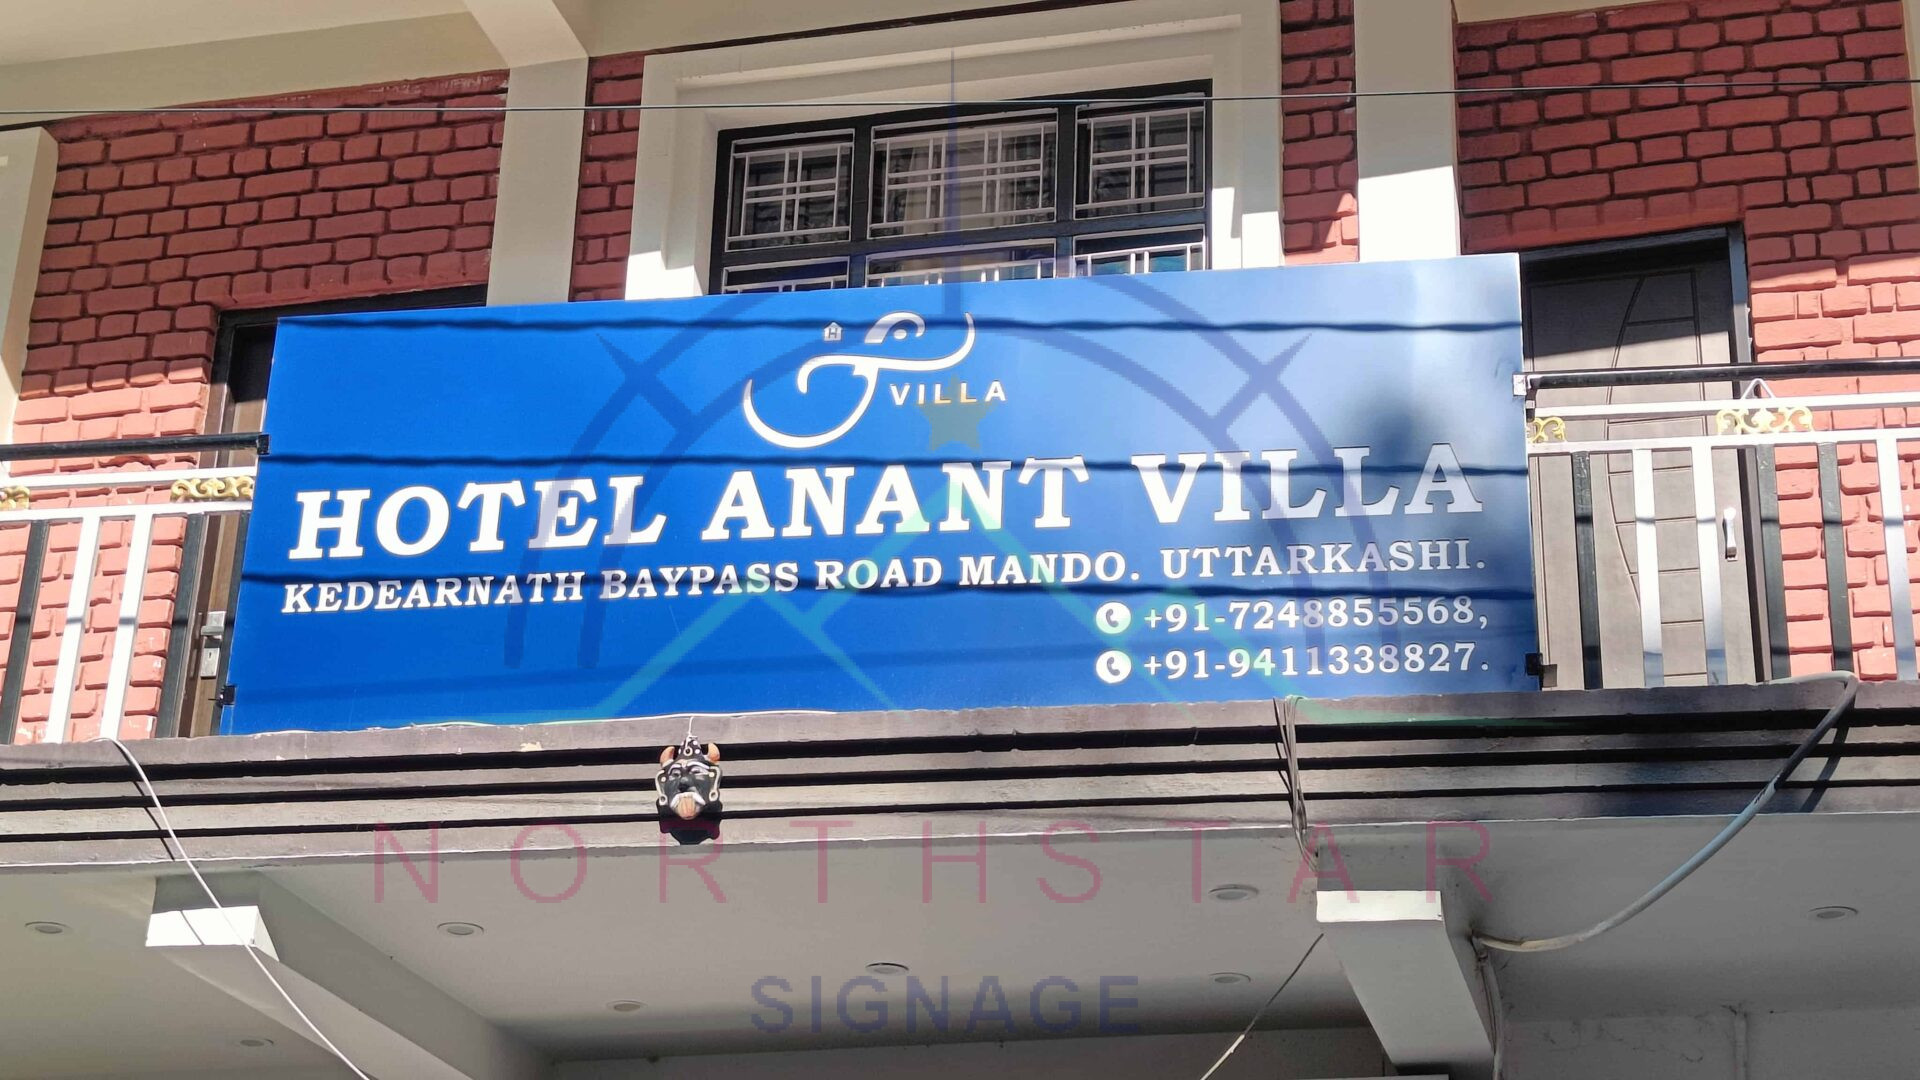 H
VILLA
HOTEL ANANT VILLA
KEDEARNATH BAYPASS ROAD MANDO. UTTARKASHI.
+91-7248855568,
+91-9411338827.
NORTHSTAR
SIGNAGE